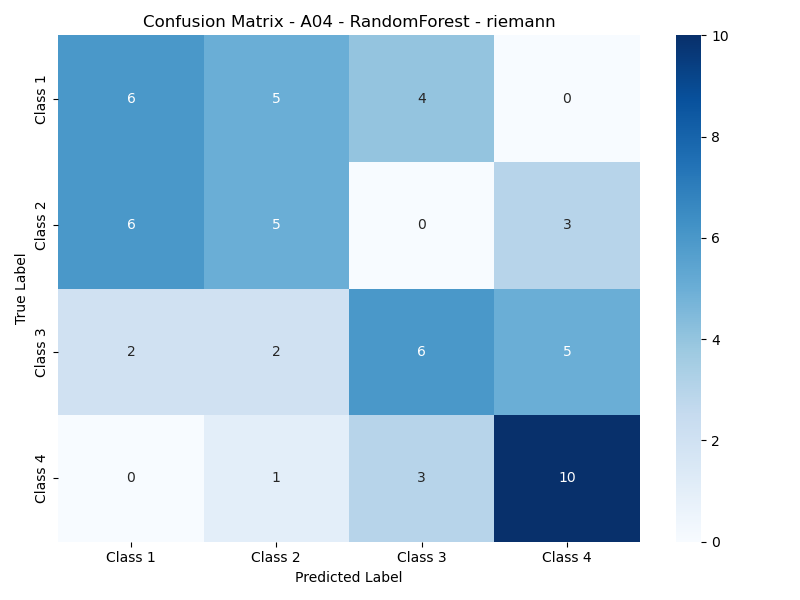 Confusion Matrix - A04 - RandomForest - riemann
True Label
Class 1
6 5 4 0
Class 2
6 5 0 3
Class 3
2 2 6 5
Class 4
0 1 3 10
Class 1 Class 2 Class 3 Class 4
Predicted Label
10
8
6
4
2
0